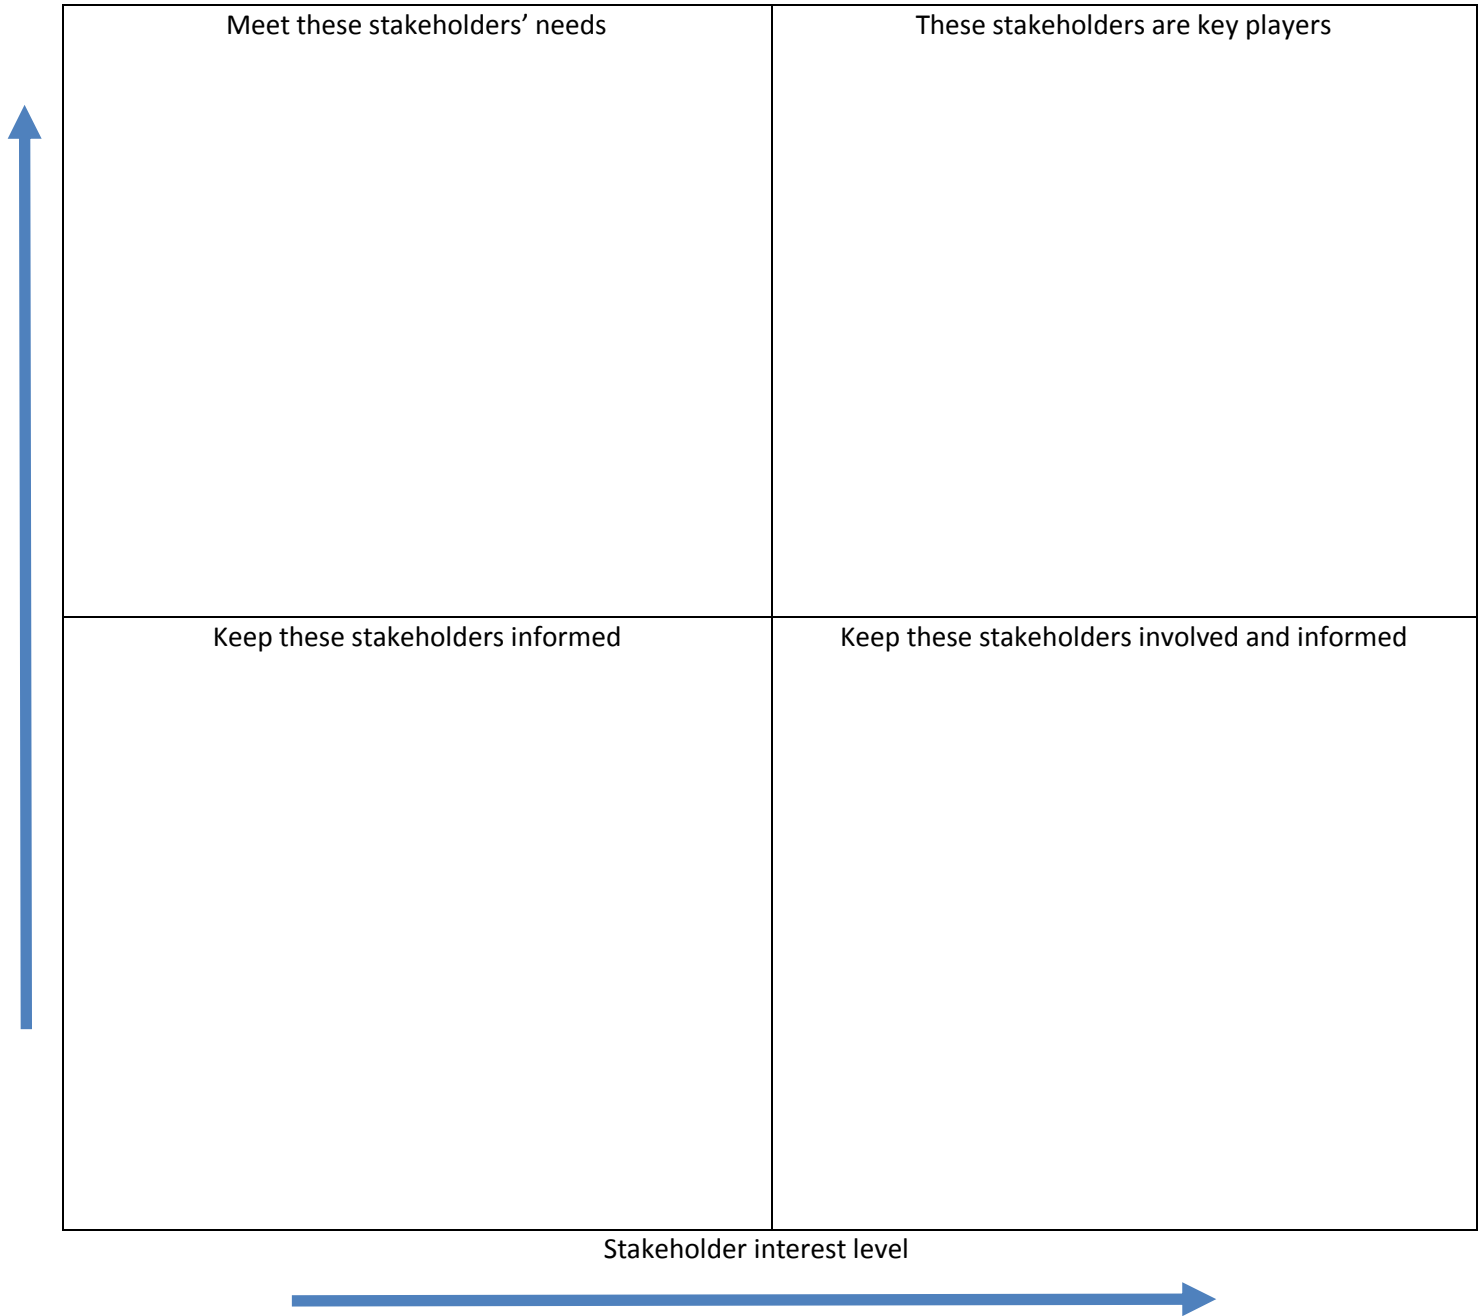 Meet these stakeholders’ needs
These stakeholders are key players
Keep these stakeholders informed
Keep these stakeholders involved and informed
Stakeholder interest level